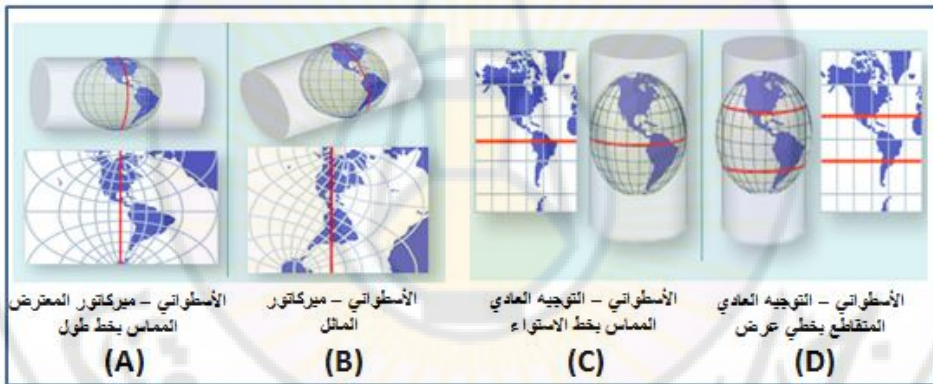 الأسطواني – ميركاتور المعترض
المماس بخط طول
(A)
الأسطواني – ميركاتور
المائل
(B)
الأسطواني – التوجيه العادي
المماس بخط الاستواء
(C)
الأسطواني – التوجيه العادي
المتقاطع بخطي عرض
(D)